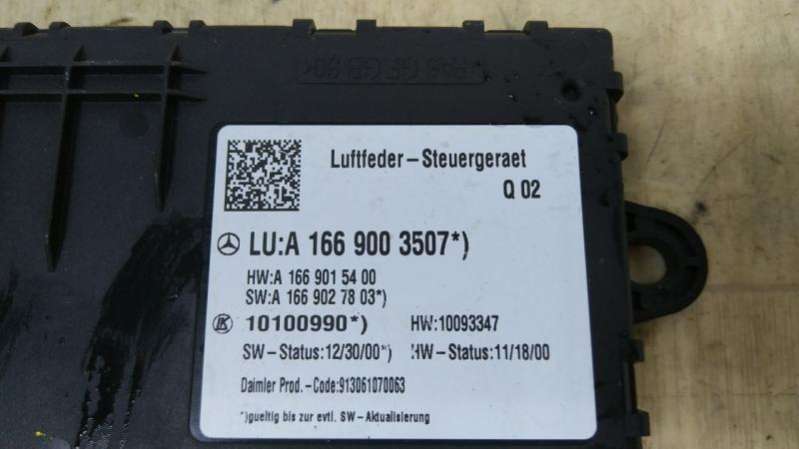 Luftfeder-Steuergeraet
Q 02
LU:A 166 900 3507*)
HW:A 166 901 54 00
SW:A 166 902 78 03*)
10100990*) HW:10093347
SW-Status:12/30/00*) HW-Status:11/18/00
Daimler Prod.-Code:913061070063
*)gueltig bis zur evtl. SW-Aktualisierung